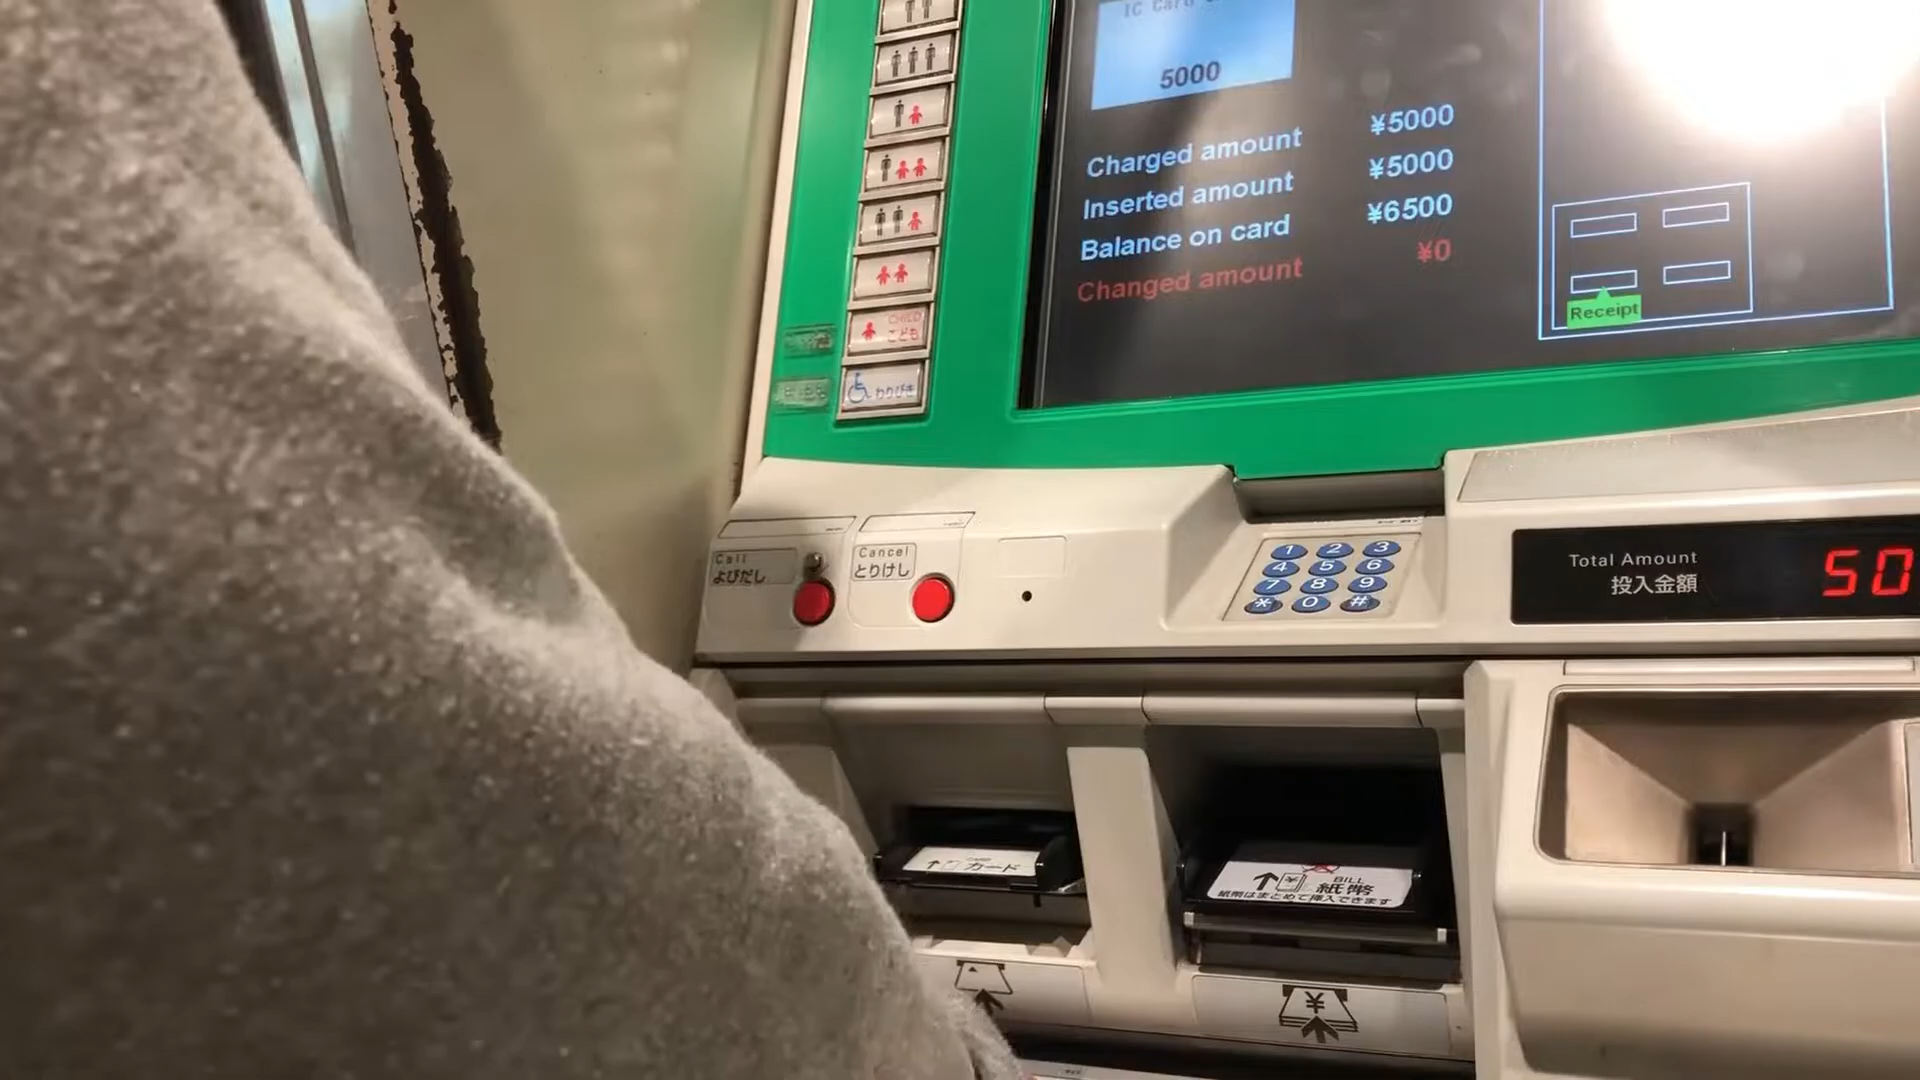 IC Card
5000
Charged amount ¥5000
Inserted amount ¥5000
Balance on card ¥6500
Changed amount ¥0
Receipt
CHILD
こども
わりびき
Call
よびだし
Cancel
とりけし
1 2 3
4 5 6
7 8 9
* 0 #
Total Amount
投入金額
50
カード
BILL
紙幣
紙幣はまとめて挿入できます
¥